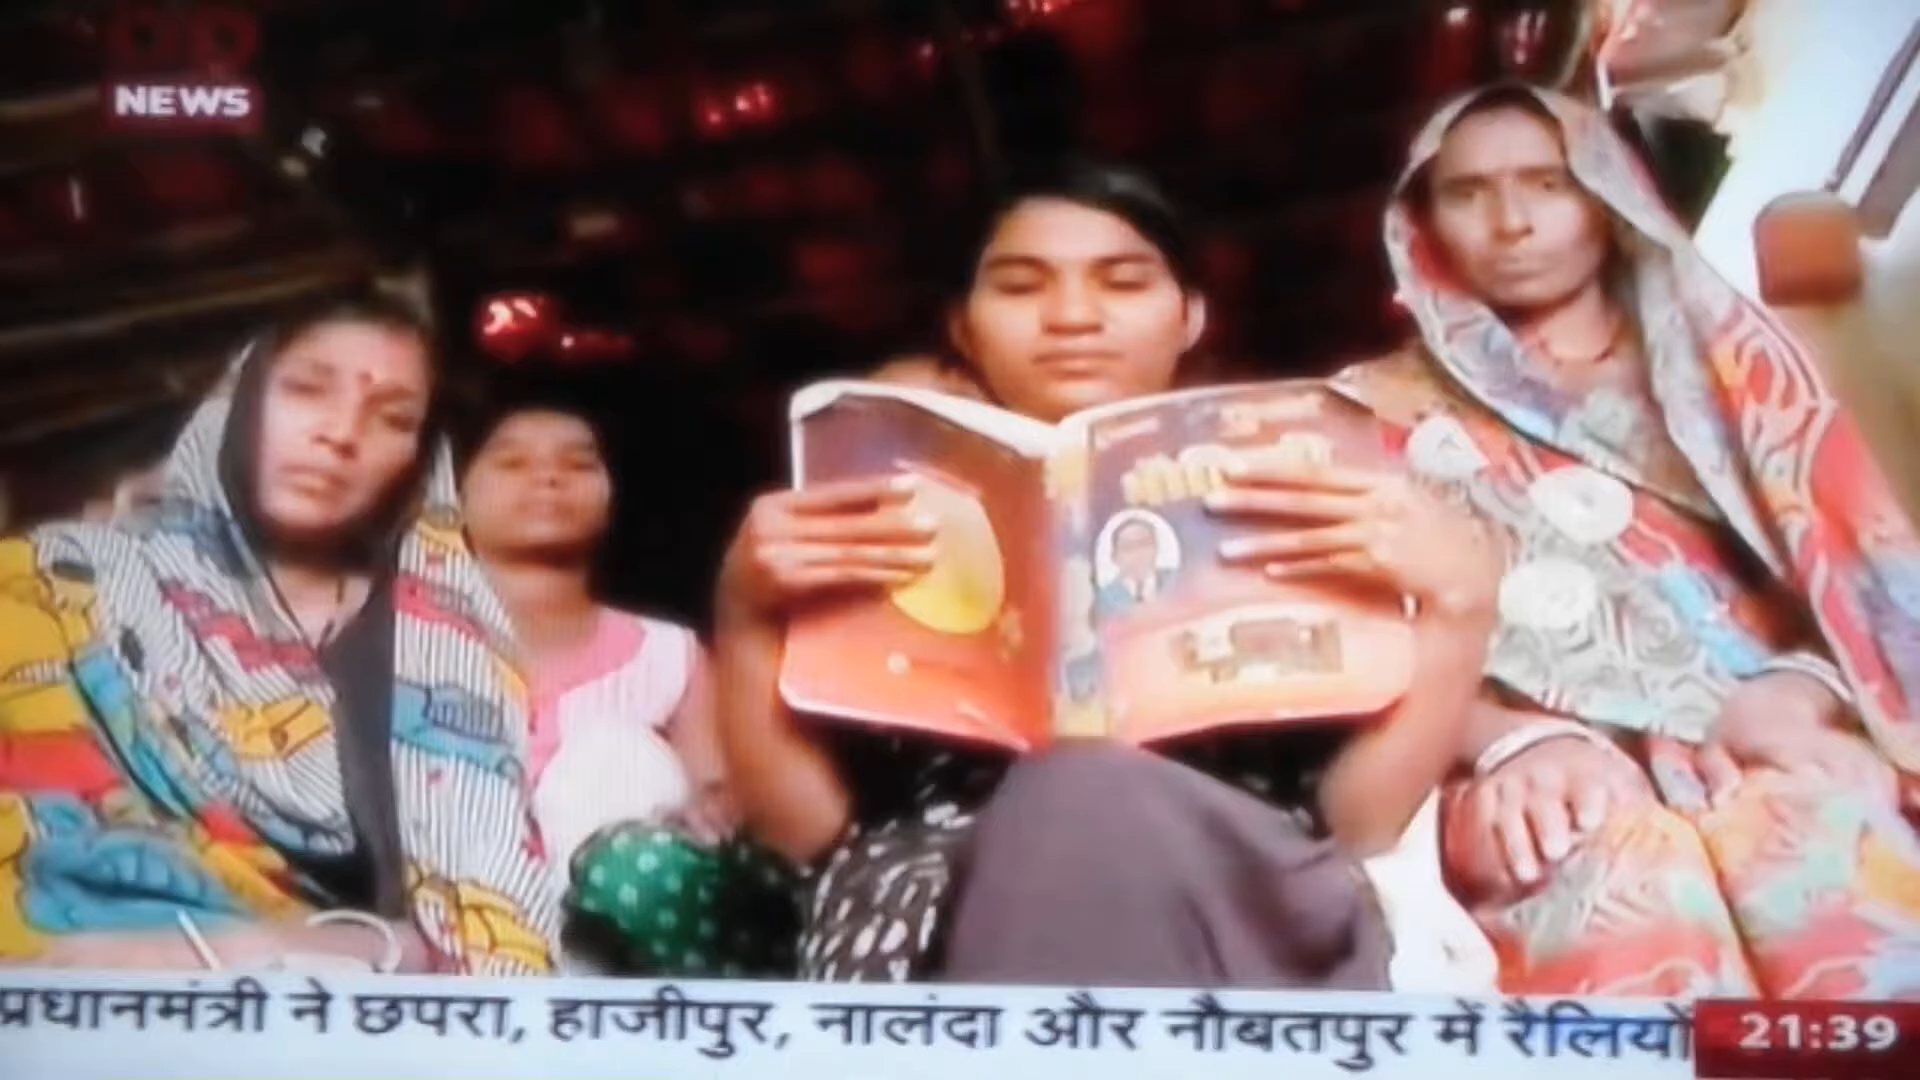 NEWS
प्रधानमंत्री ने छपरा, हाजीपुर, नालंदा और नौबतपुर में रैलियों
21:39